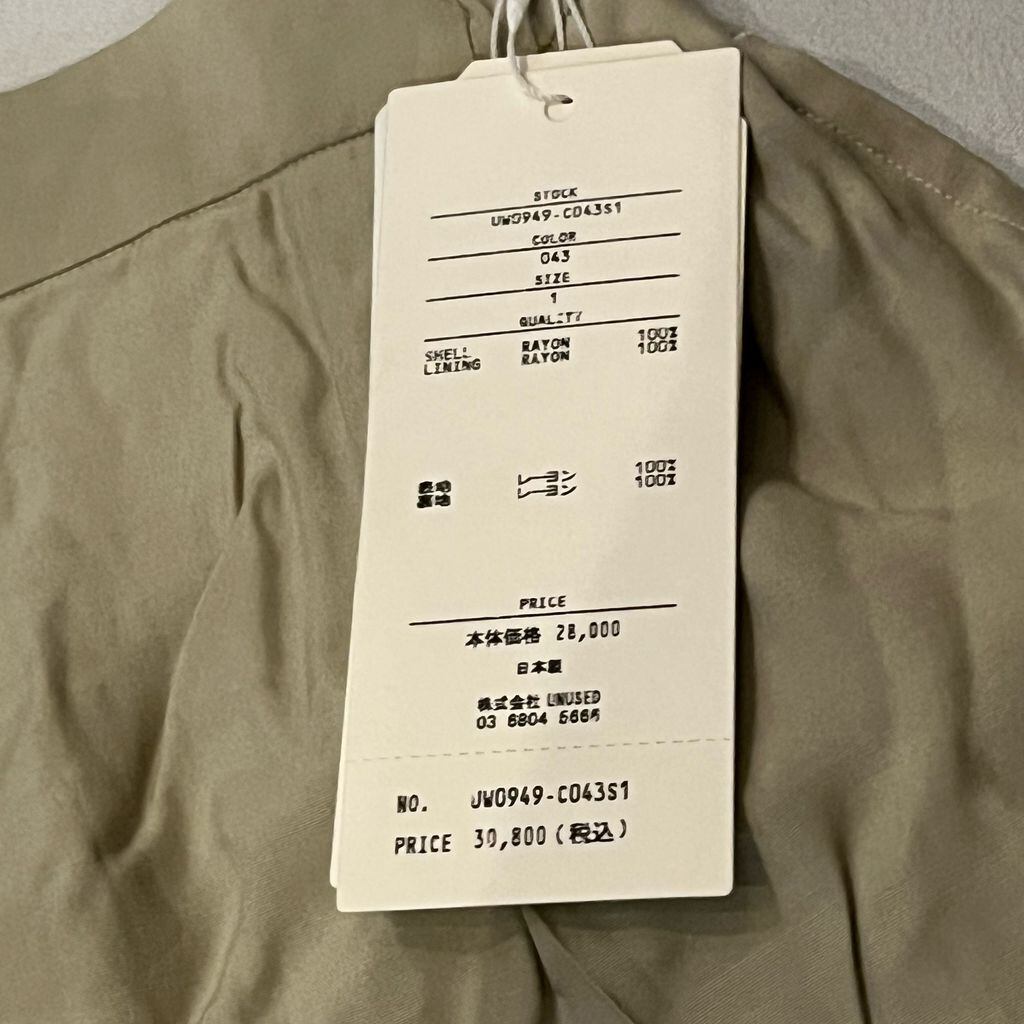 STOCK
UW0949-C043S1
COLOR
043
SIZE
1
QUALITY
SHELL RAYON 100%
LINING RAYON 100%
表地 レーヨン 100%
裏地 レーヨン 100%
PRICE
本体価格 28,000
日本製
株式会社 UNUSED
03 6804
NO. UW0949-C043S1
PRICE 30,800(税込)